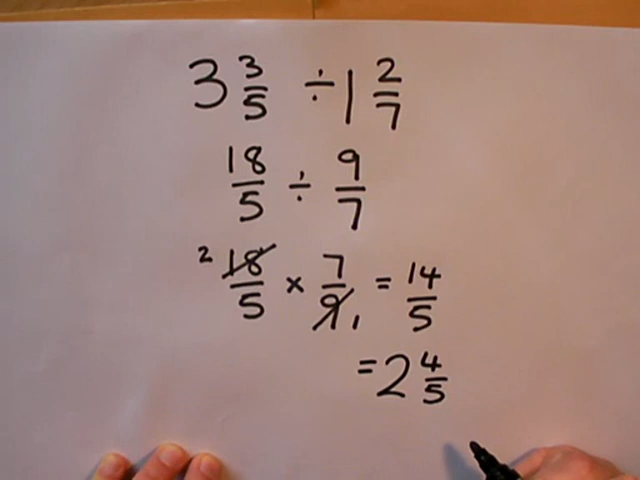 3 3/5 ÷ 1 2/7
18/5 ÷ 9/7
2 18/5 × 7/9 1 = 14/5
= 2 4/5